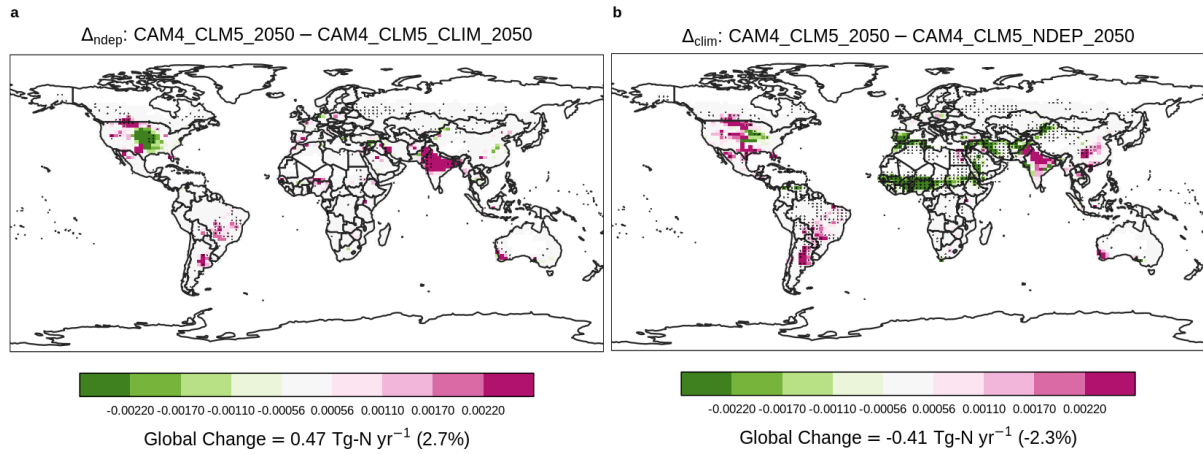 a
Δndep: CAM4_CLM5_2050 – CAM4_CLM5_CLIM_2050
-0.00220 -0.00170 -0.00110 -0.00056 0.00056 0.00110 0.00170 0.00220
Global Change = 0.47 Tg-N yr⁻¹ (2.7%)
b
Δclim: CAM4_CLM5_2050 – CAM4_CLM5_NDEP_2050
-0.00220 -0.00170 -0.00110 -0.00056 0.00056 0.00110 0.00170 0.00220
Global Change = -0.41 Tg-N yr⁻¹ (-2.3%)